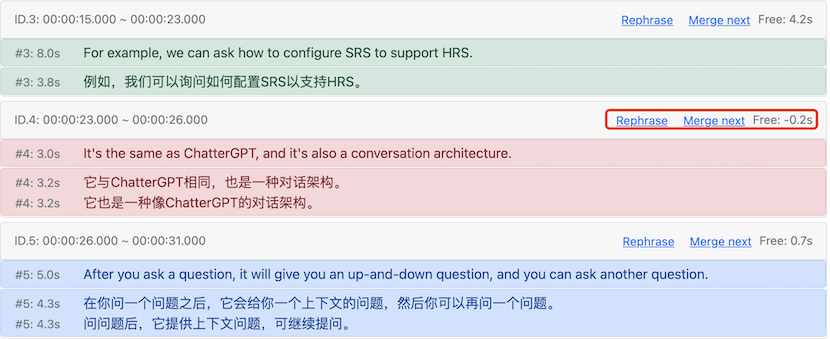 ID.3: 00:00:15.000 ~ 00:00:23.000 Rephrase Merge next Free: 4.2s
#3: 8.0s For example, we can ask how to configure SRS to support HRS.
#3: 3.8s 例如，我们可以询问如何配置SRS以支持HRS。
ID.4: 00:00:23.000 ~ 00:00:26.000 Rephrase Merge next Free: -0.2s
#4: 3.0s It's the same as ChatterGPT, and it's also a conversation architecture.
#4: 3.2s 它与ChatterGPT相同，也是一种对话架构。
#4: 3.2s 它也是一种像ChatterGPT的对话架构。
ID.5: 00:00:26.000 ~ 00:00:31.000 Rephrase Merge next Free: 0.7s
#5: 5.0s After you ask a question, it will give you an up-and-down question, and you can ask another question.
#5: 4.3s 在你问一个问题之后，它会给你一个上下文的问题，然后你可以再问一个问题。
#5: 4.3s 问问题后，它提供上下文问题，可继续提问。